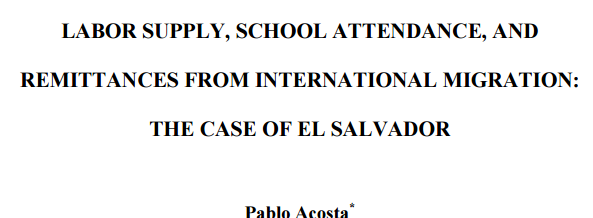 LABOR SUPPLY, SCHOOL ATTENDANCE, AND
REMITTANCES FROM INTERNATIONAL MIGRATION:
THE CASE OF EL SALVADOR
Pablo Acosta*